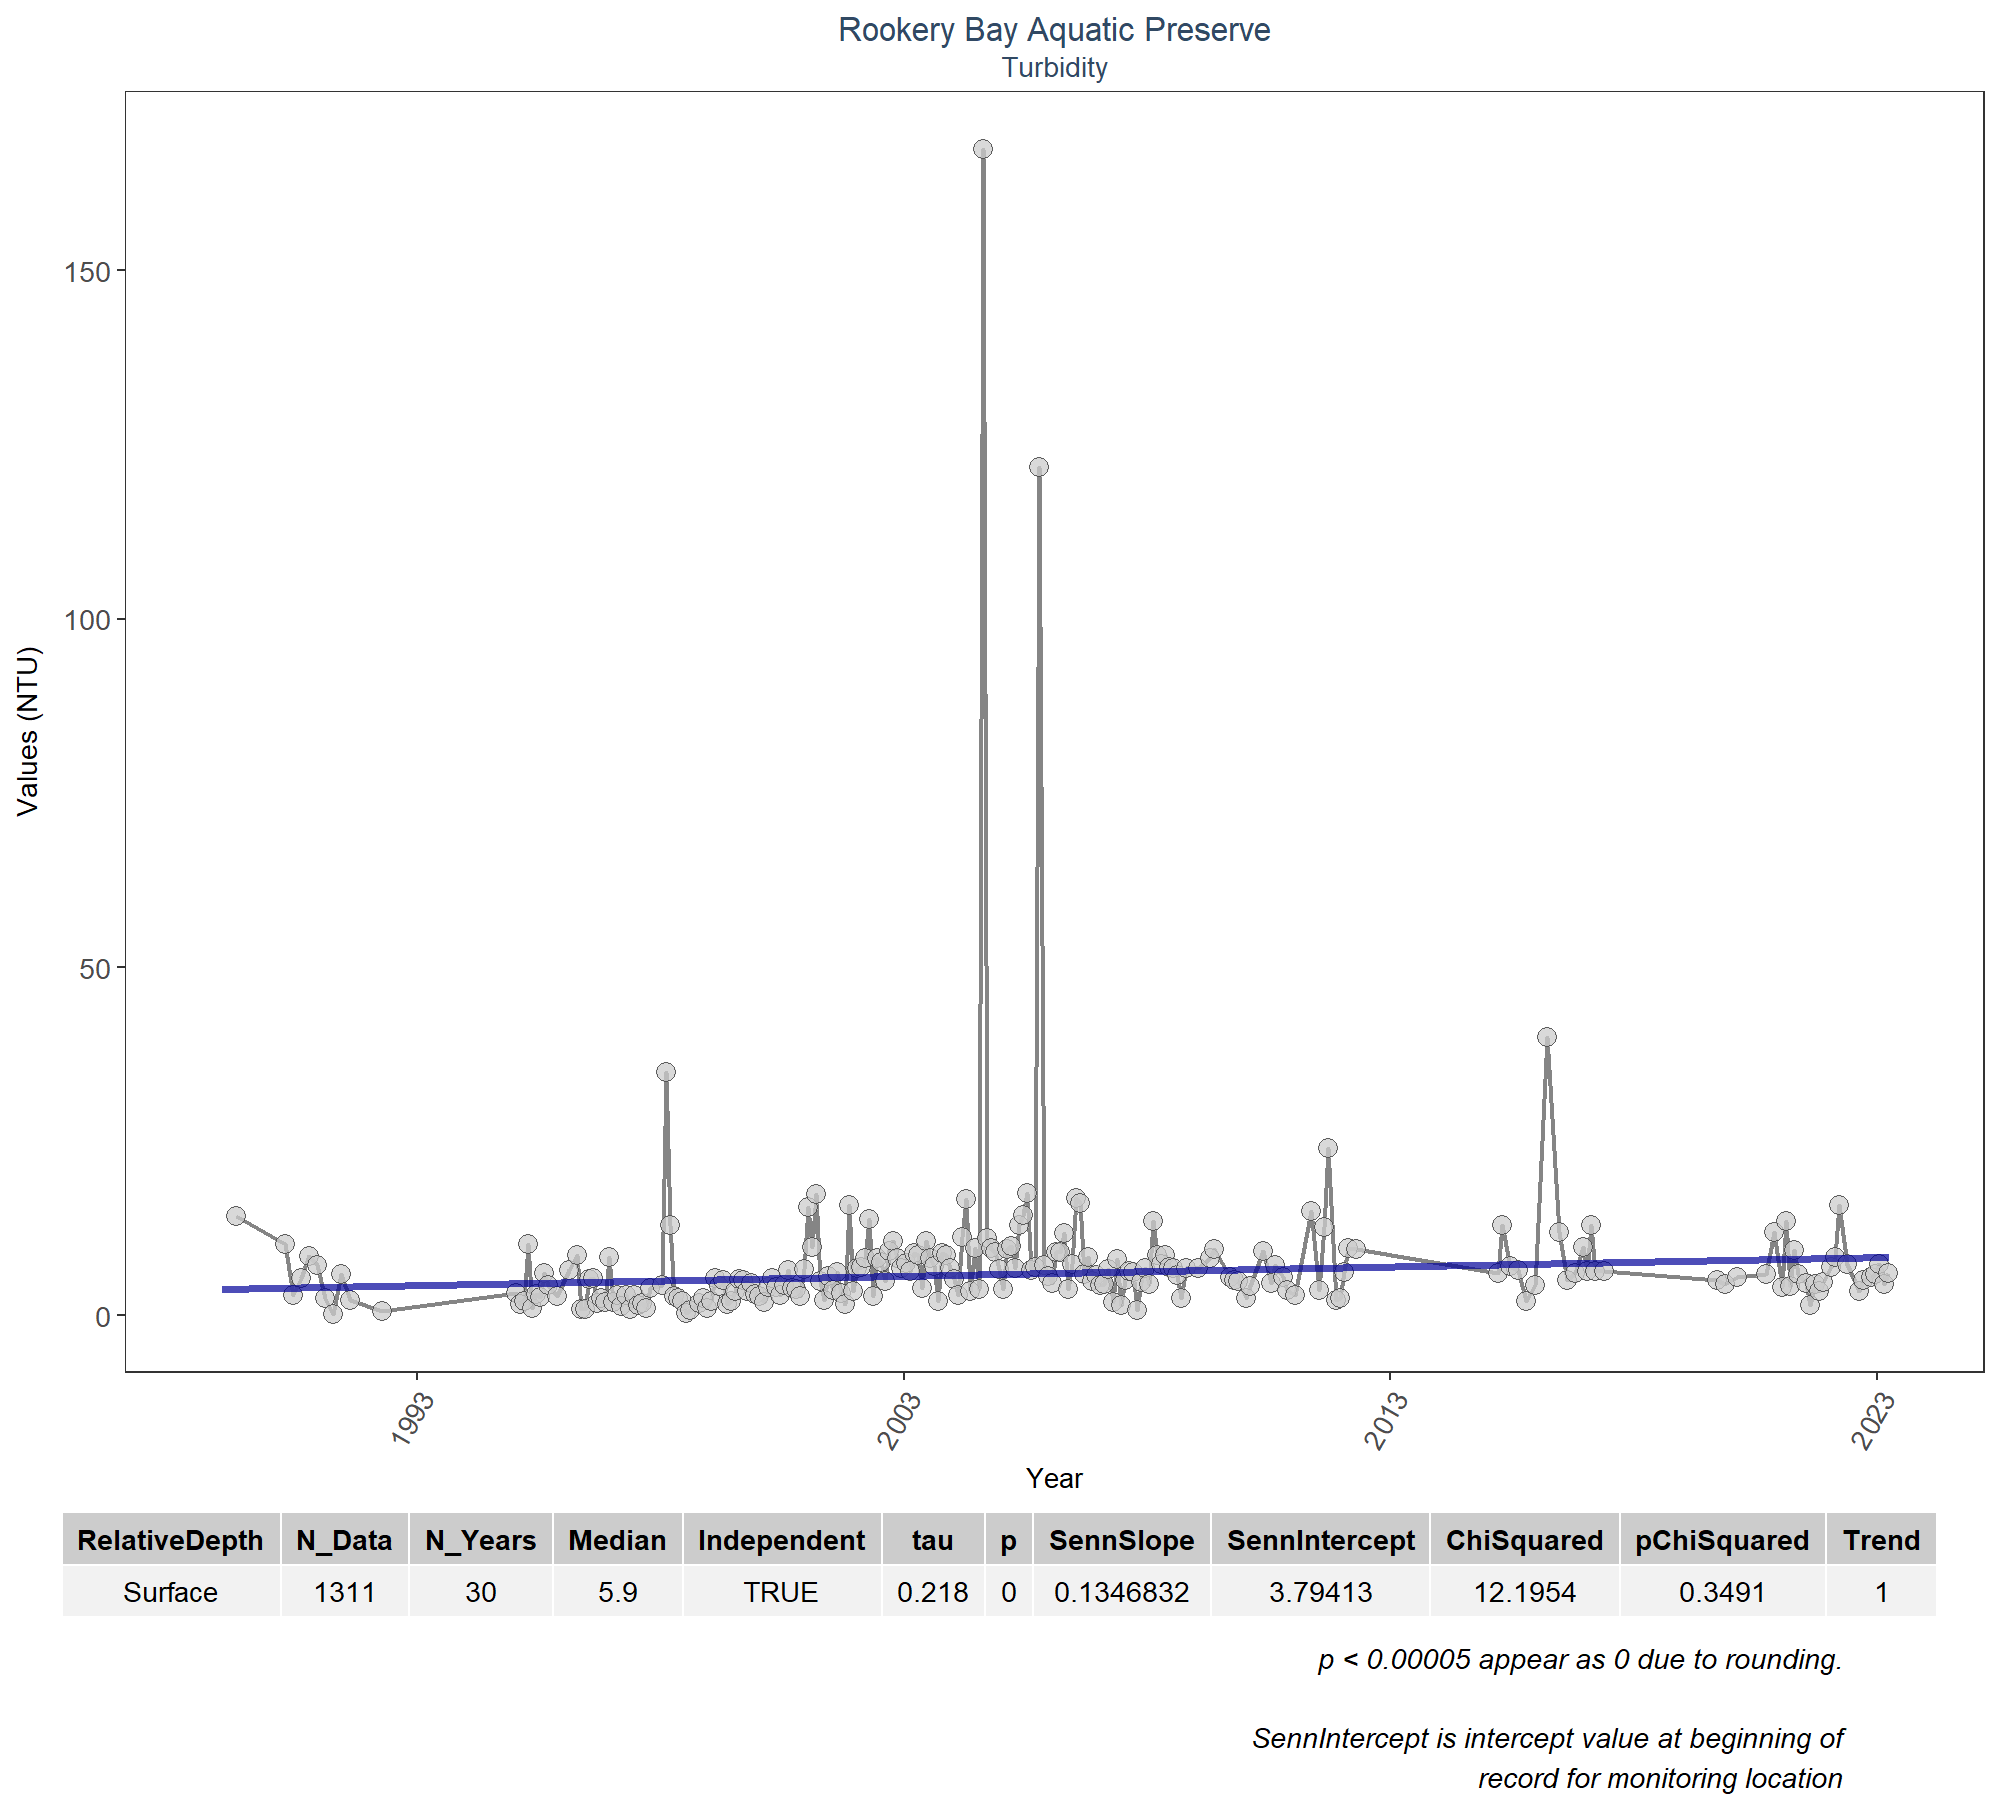 Rookery Bay Aquatic Preserve
Turbidity
Values (NTU)
150
100
50
0
1993
2003
2013
2023
Year
RelativeDepth N_Data N_Years Median Independent tau p SennSlope SennIntercept ChiSquared pChiSquared Trend
Surface 1311 30 5.9 TRUE 0.218 0 0.1346832 3.79413 12.1954 0.3491 1
p < 0.00005 appear as 0 due to rounding.
SennIntercept is intercept value at beginning of
record for monitoring location